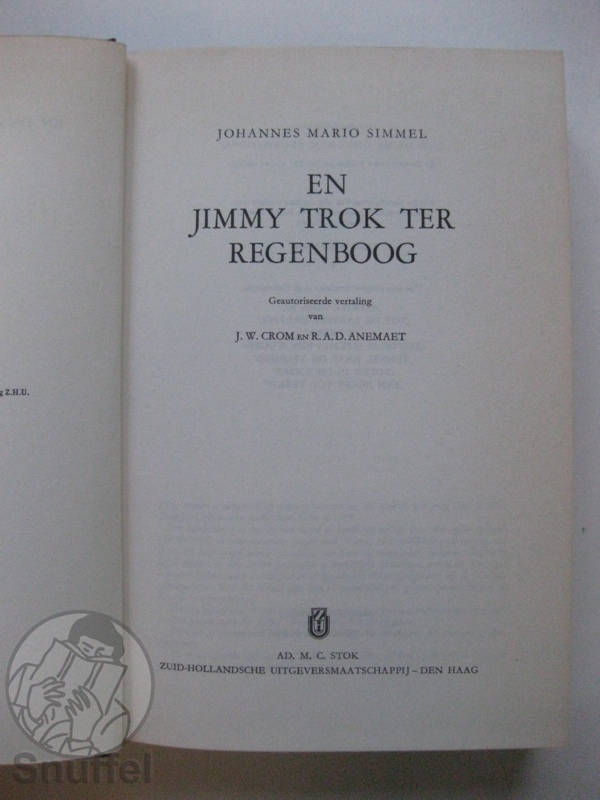 g Z.H.U.
JOHANNES MARIO SIMMEL
EN
JIMMY TROK TER
REGENBOOG
Geautoriseerde vertaling
van
J. W. CROM EN R. A. D. ANEMAET
AD. M. C. STOK
ZUID-HOLLANDSCHE UITGEVERSMAATSCHAPPIJ – DEN HAAG
Snuffel